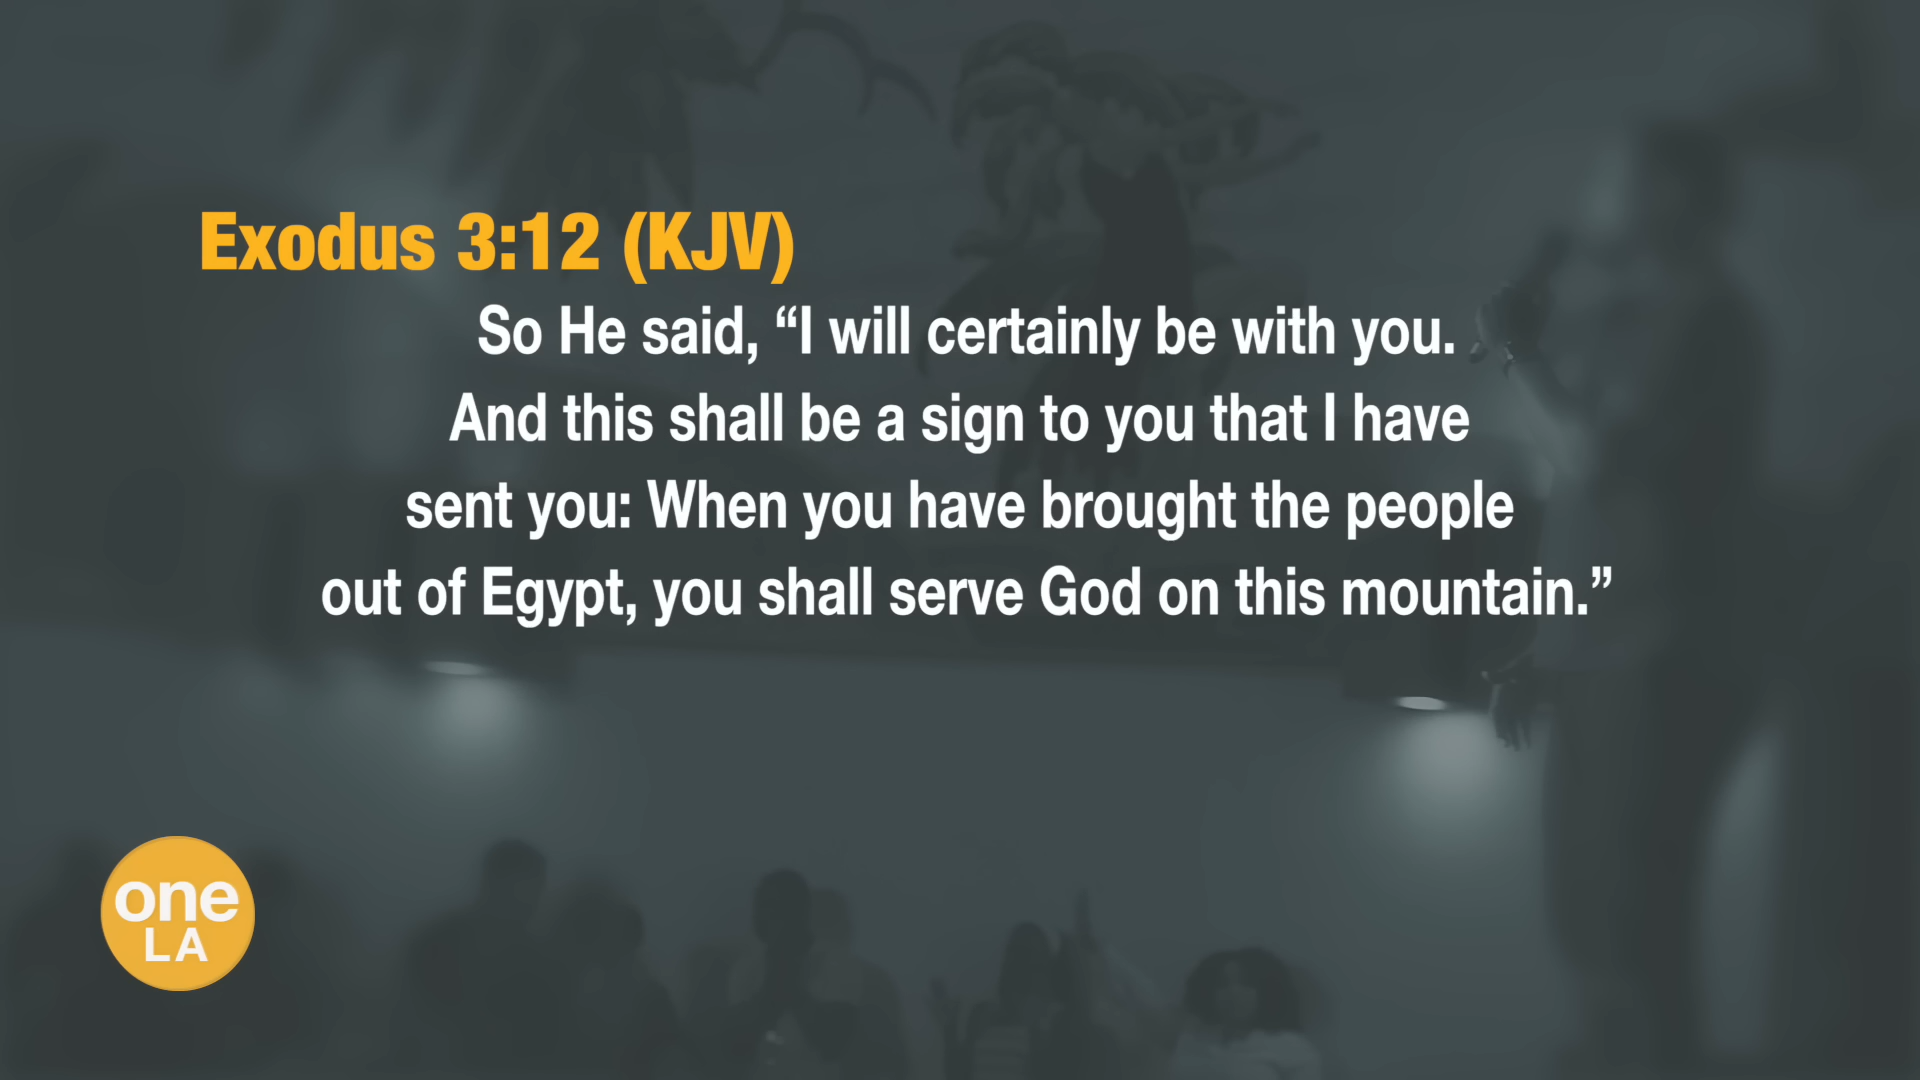 Exodus 3:12 (KJV)
So He said, “I will certainly be with you.
And this shall be a sign to you that I have
sent you: When you have brought the people
out of Egypt, you shall serve God on this mountain.”
one
LA